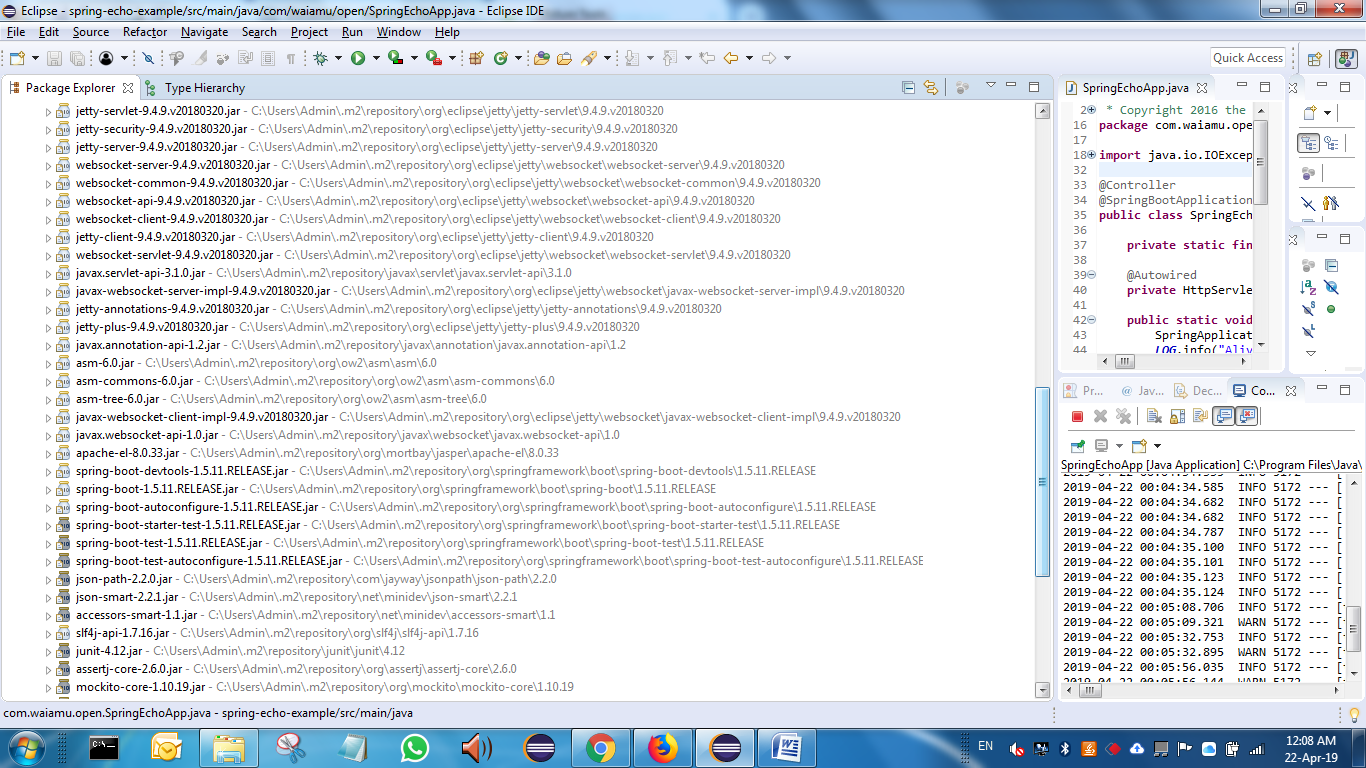 Eclipse - spring-echo-example/src/main/java/com/waiamu/open/SpringEchoApp.java - Eclipse IDE
File Edit Source Refactor Navigate Search Project Run Window Help
Quick Access
Package Explorer Type Hierarchy
jetty-servlet-9.4.9.v20180320.jar - C:\Users\Admin\.m2\repository\org\eclipse\jetty\jetty-servlet\9.4.9.v20180320
jetty-security-9.4.9.v20180320.jar - C:\Users\Admin\.m2\repository\org\eclipse\jetty\jetty-security\9.4.9.v20180320
jetty-server-9.4.9.v20180320.jar - C:\Users\Admin\.m2\repository\org\eclipse\jetty\jetty-server\9.4.9.v20180320
websocket-server-9.4.9.v20180320.jar - C:\Users\Admin\.m2\repository\org\eclipse\jetty\websocket\websocket-server\9.4.9.v20180320
websocket-common-9.4.9.v20180320.jar - C:\Users\Admin\.m2\repository\org\eclipse\jetty\websocket\websocket-common\9.4.9.v20180320
websocket-api-9.4.9.v20180320.jar - C:\Users\Admin\.m2\repository\org\eclipse\jetty\websocket\websocket-api\9.4.9.v20180320
websocket-client-9.4.9.v20180320.jar - C:\Users\Admin\.m2\repository\org\eclipse\jetty\websocket\websocket-client\9.4.9.v20180320
jetty-client-9.4.9.v20180320.jar - C:\Users\Admin\.m2\repository\org\eclipse\jetty\jetty-client\9.4.9.v20180320
websocket-servlet-9.4.9.v20180320.jar - C:\Users\Admin\.m2\repository\org\eclipse\jetty\websocket\websocket-servlet\9.4.9.v20180320
javax.servlet-api-3.1.0.jar - C:\Users\Admin\.m2\repository\javax\servlet\javax.servlet-api\3.1.0
javax-websocket-server-impl-9.4.9.v20180320.jar - C:\Users\Admin\.m2\repository\org\eclipse\jetty\websocket\javax-websocket-server-impl\9.4.9.v20180320
jetty-annotations-9.4.9.v20180320.jar - C:\Users\Admin\.m2\repository\org\eclipse\jetty\jetty-annotations\9.4.9.v20180320
jetty-plus-9.4.9.v20180320.jar - C:\Users\Admin\.m2\repository\org\eclipse\jetty\jetty-plus\9.4.9.v20180320
javax.annotation-api-1.2.jar - C:\Users\Admin\.m2\repository\javax\annotation\javax.annotation-api\1.2
asm-6.0.jar - C:\Users\Admin\.m2\repository\org\ow2\asm\asm\6.0
asm-commons-6.0.jar - C:\Users\Admin\.m2\repository\org\ow2\asm\asm-commons\6.0
asm-tree-6.0.jar - C:\Users\Admin\.m2\repository\org\ow2\asm\asm-tree\6.0
javax-websocket-client-impl-9.4.9.v20180320.jar - C:\Users\Admin\.m2\repository\org\eclipse\jetty\websocket\javax-websocket-client-impl\9.4.9.v20180320
javax.websocket-api-1.0.jar - C:\Users\Admin\.m2\repository\javax\websocket\javax.websocket-api\1.0
apache-el-8.0.33.jar - C:\Users\Admin\.m2\repository\org\mortbay\jasper\apache-el\8.0.33
spring-boot-devtools-1.5.11.RELEASE.jar - C:\Users\Admin\.m2\repository\org\springframework\boot\spring-boot-devtools\1.5.11.RELEASE
spring-boot-1.5.11.RELEASE.jar - C:\Users\Admin\.m2\repository\org\springframework\boot\spring-boot\1.5.11.RELEASE
spring-boot-autoconfigure-1.5.11.RELEASE.jar - C:\Users\Admin\.m2\repository\org\springframework\boot\spring-boot-autoconfigure\1.5.11.RELEASE
spring-boot-starter-test-1.5.11.RELEASE.jar - C:\Users\Admin\.m2\repository\org\springframework\boot\spring-boot-starter-test\1.5.11.RELEASE
spring-boot-test-1.5.11.RELEASE.jar - C:\Users\Admin\.m2\repository\org\springframework\boot\spring-boot-test\1.5.11.RELEASE
spring-boot-test-autoconfigure-1.5.11.RELEASE.jar - C:\Users\Admin\.m2\repository\org\springframework\boot\spring-boot-test-autoconfigure\1.5.11.RELEASE
json-path-2.2.0.jar - C:\Users\Admin\.m2\repository\com\jayway\jsonpath\json-path\2.2.0
json-smart-2.2.1.jar - C:\Users\Admin\.m2\repository\net\minidev\json-smart\2.2.1
accessors-smart-1.1.jar - C:\Users\Admin\.m2\repository\net\minidev\accessors-smart\1.1
slf4j-api-1.7.16.jar - C:\Users\Admin\.m2\repository\org\slf4j\slf4j-api\1.7.16
junit-4.12.jar - C:\Users\Admin\.m2\repository\junit\junit\4.12
assertj-core-2.6.0.jar - C:\Users\Admin\.m2\repository\org\assertj\assertj-core\2.6.0
mockito-core-1.10.19.jar - C:\Users\Admin\.m2\repository\org\mockito\mockito-core\1.10.19
SpringEchoApp.java
2 * Copyright 2016 the
16 package com.waiamu.ope
17
18 import java.io.IOExcep
32
33 @Controller
34 @SpringBootApplication
35 public class SpringEch
36
37 private static fin
38
39 @Autowired
40 private HttpServle
41
42 public static void
43 SpringApplicat
44 LOG.info("Aliv
Pr... @ Jav... Dec... Co...
SpringEchoApp [Java Application] C:\Program Files\Java\
2019-04-22 00:04:34.585 INFO 5172 --- [
2019-04-22 00:04:34.682 INFO 5172 --- [
2019-04-22 00:04:34.682 INFO 5172 --- [
2019-04-22 00:04:34.787 INFO 5172 --- [
2019-04-22 00:04:35.100 INFO 5172 --- [
2019-04-22 00:04:35.101 INFO 5172 --- [
2019-04-22 00:04:35.123 INFO 5172 --- [
2019-04-22 00:04:35.124 INFO 5172 --- [
2019-04-22 00:05:08.706 INFO 5172 --- [
2019-04-22 00:05:09.321 WARN 5172 --- [
2019-04-22 00:05:32.753 INFO 5172 --- [
2019-04-22 00:05:32.895 WARN 5172 --- [
2019-04-22 00:05:56.035 INFO 5172 --- [
2019-04-22 00:05:56.144 WARN 5172 --- [
com.waiamu.open.SpringEchoApp.java - spring-echo-example/src/main/java
EN
12:08 AM
22-Apr-19